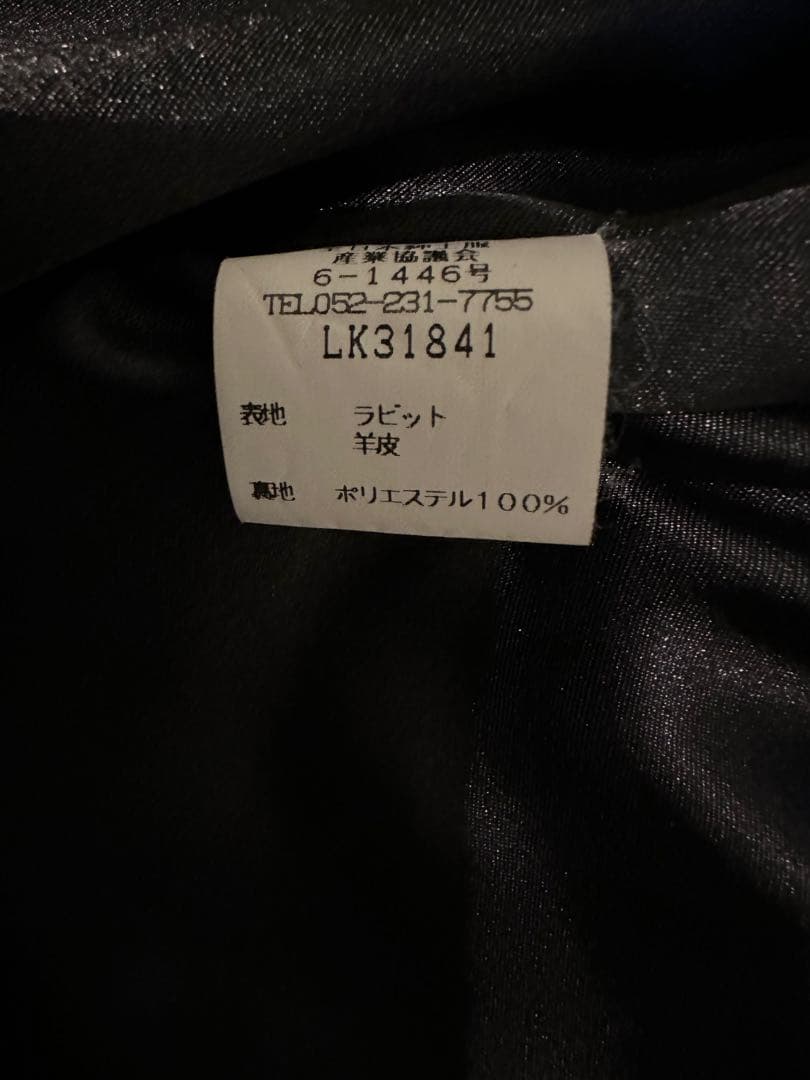 産業協議会
6-1446号
TEL052-231-7755
LK31841
表地 ラビット
羊皮
裏地 ポリエステル100%